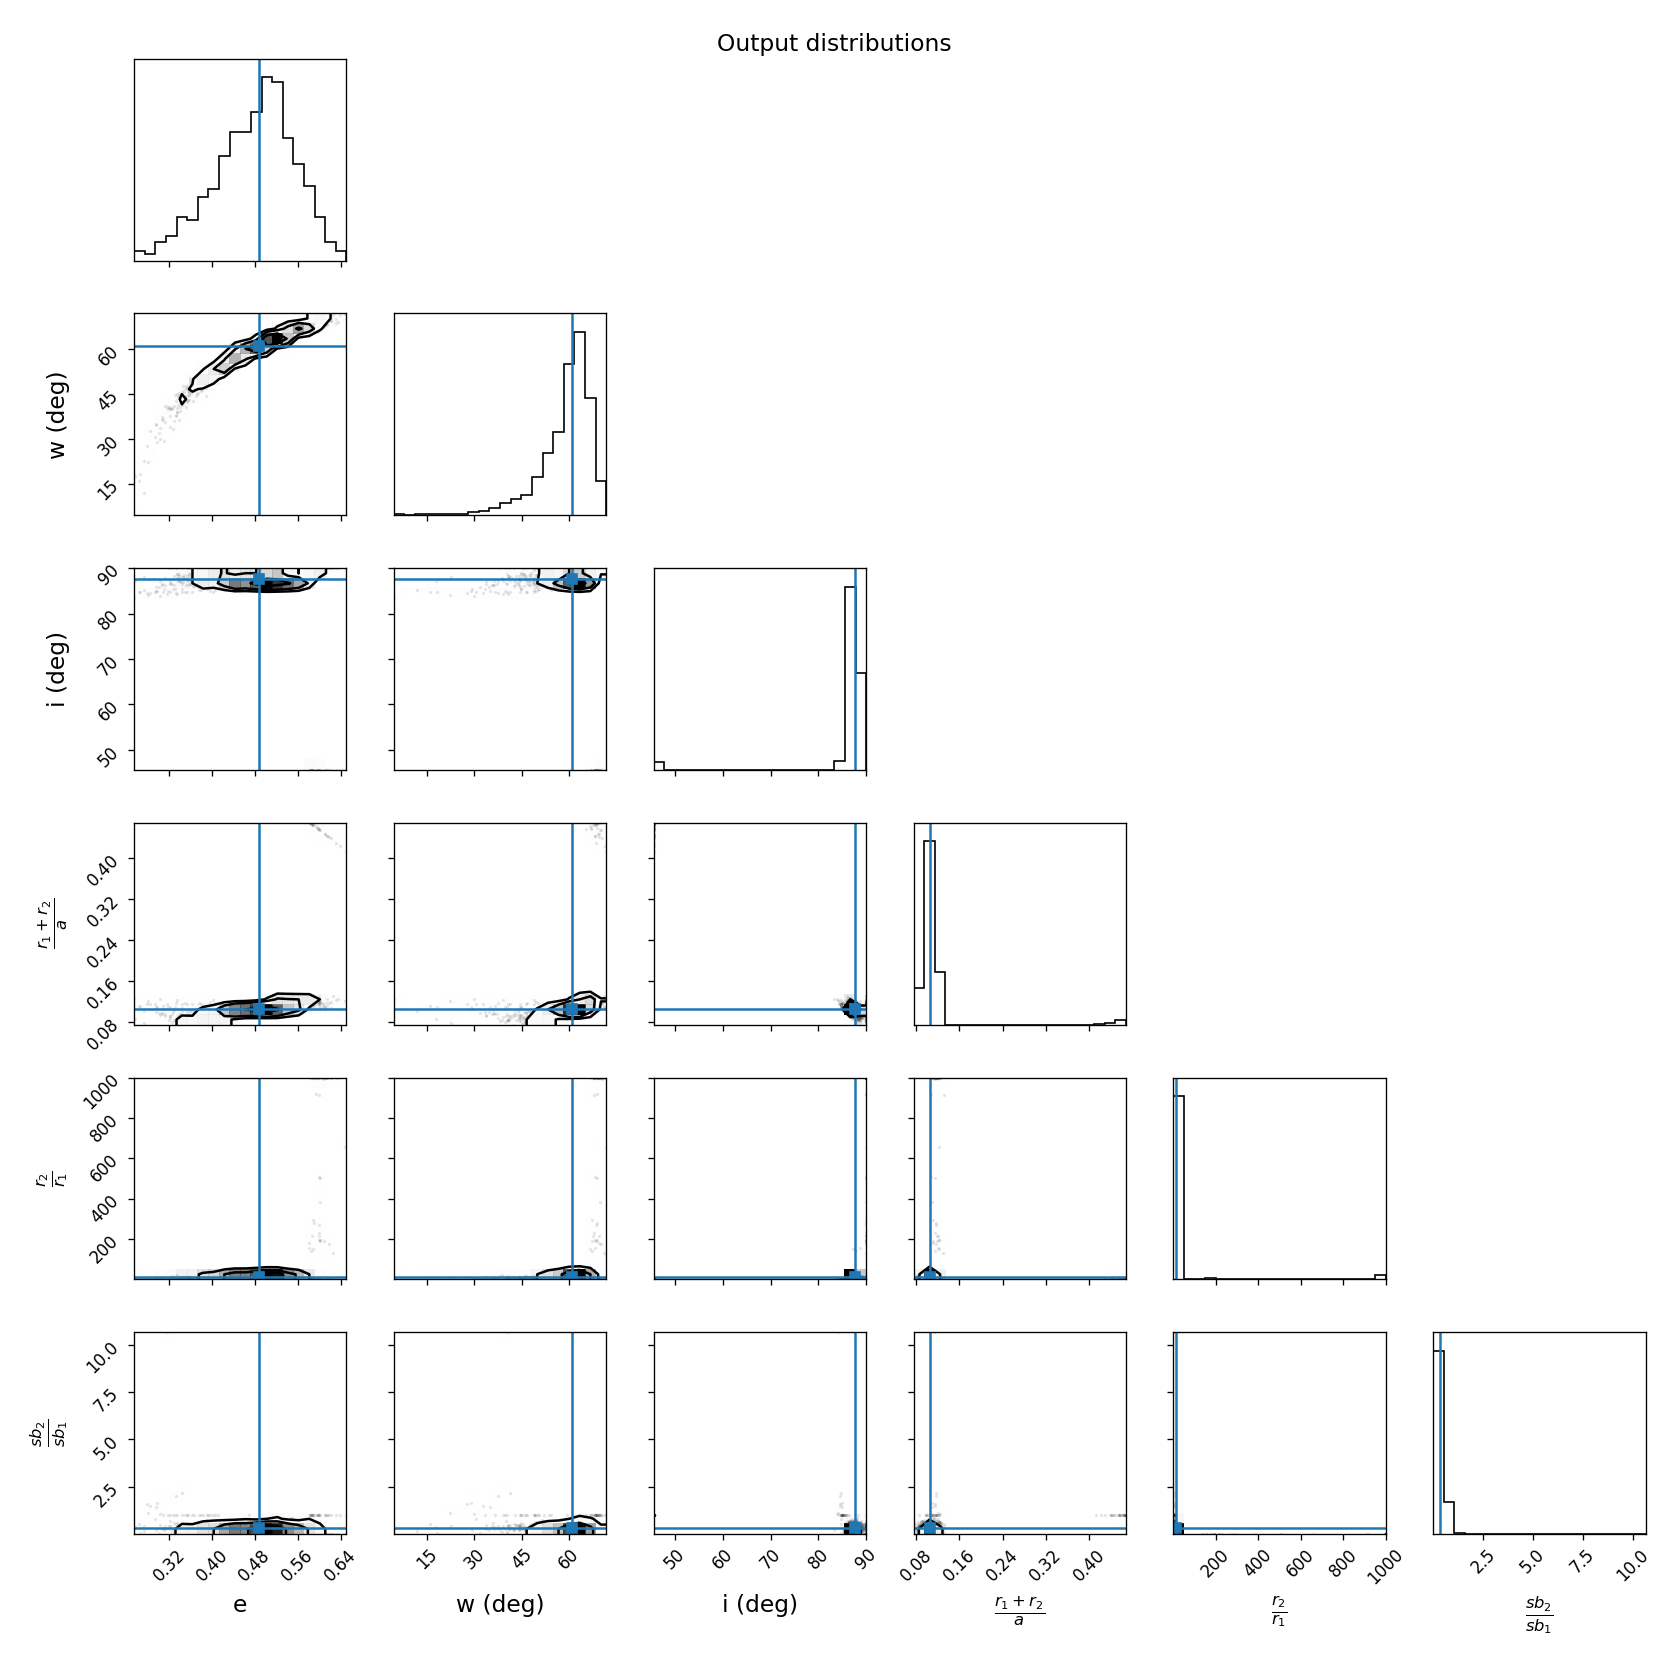 Output distributions
w (deg)
60
45
30
15
i (deg)
90
80
70
60
50
r₁ + r₂
a
0.40
0.32
0.24
0.16
0.08
r₂
r₁
1000
800
600
400
200
sb₂
sb₁
10.0
7.5
5.0
2.5
0.32 0.40 0.48 0.56 0.64
15 30 45 60
50 60 70 80 90
0.08 0.16 0.24 0.32 0.40
200 400 600 800 1000
2.5 5.0 7.5 10.0
e
w (deg)
i (deg)
r₁ + r₂
a
r₂
r₁
sb₂
sb₁